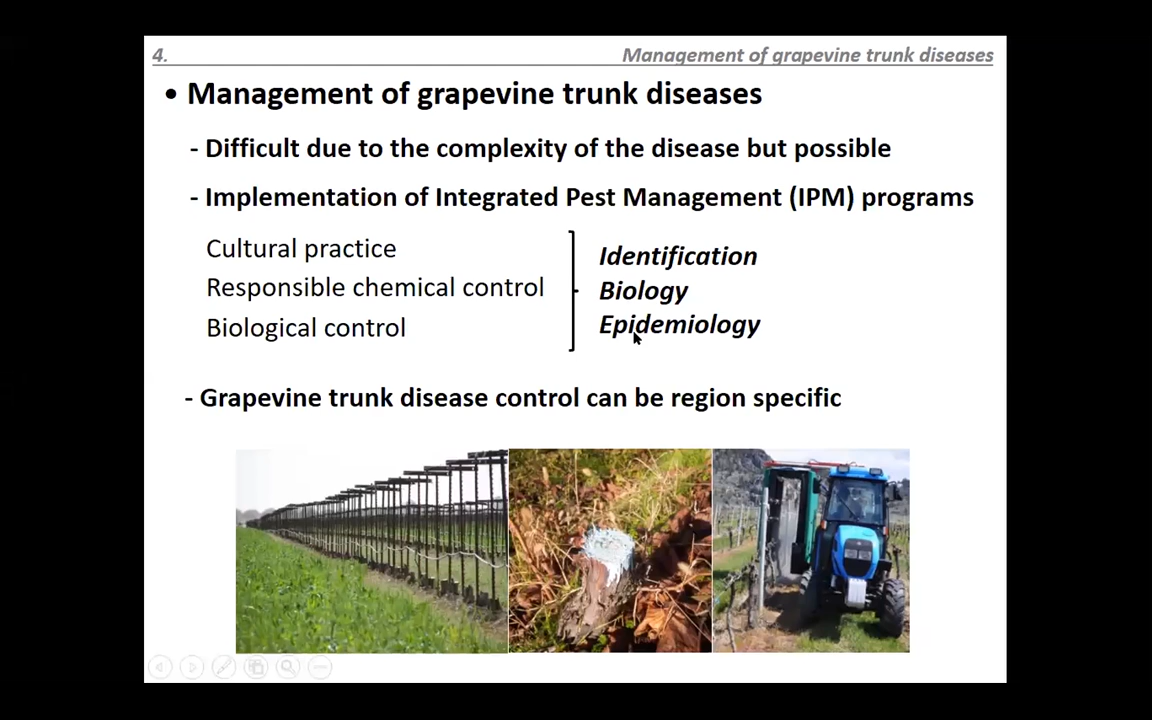 4.
Management of grapevine trunk diseases
• Management of grapevine trunk diseases
- Difficult due to the complexity of the disease but possible
- Implementation of Integrated Pest Management (IPM) programs
Cultural practice
Responsible chemical control
Biological control
Identification
Biology
Epidemiology
- Grapevine trunk disease control can be region specific